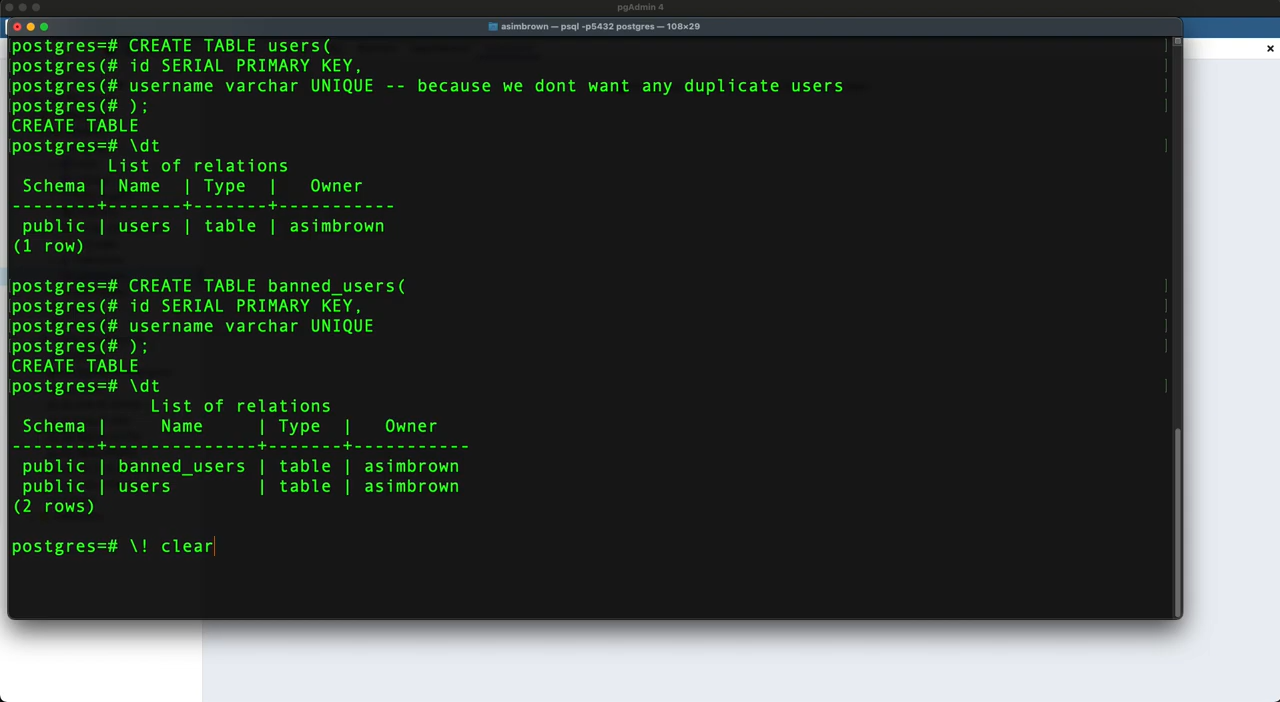 pgAdmin 4
asimbrown — psql -p5432 postgres — 108×29
postgres=# CREATE TABLE users(
postgres(# id SERIAL PRIMARY KEY,
postgres(# username varchar UNIQUE -- because we dont want any duplicate users
postgres(# );
CREATE TABLE
postgres=# \dt
List of relations
Schema | Name | Type | Owner
--------+-------+-------+-----------
public | users | table | asimbrown
(1 row)
postgres=# CREATE TABLE banned_users(
postgres(# id SERIAL PRIMARY KEY,
postgres(# username varchar UNIQUE
postgres(# );
CREATE TABLE
postgres=# \dt
List of relations
Schema | Name | Type | Owner
--------+--------------+-------+-----------
public | banned_users | table | asimbrown
public | users | table | asimbrown
(2 rows)
postgres=# \! clear